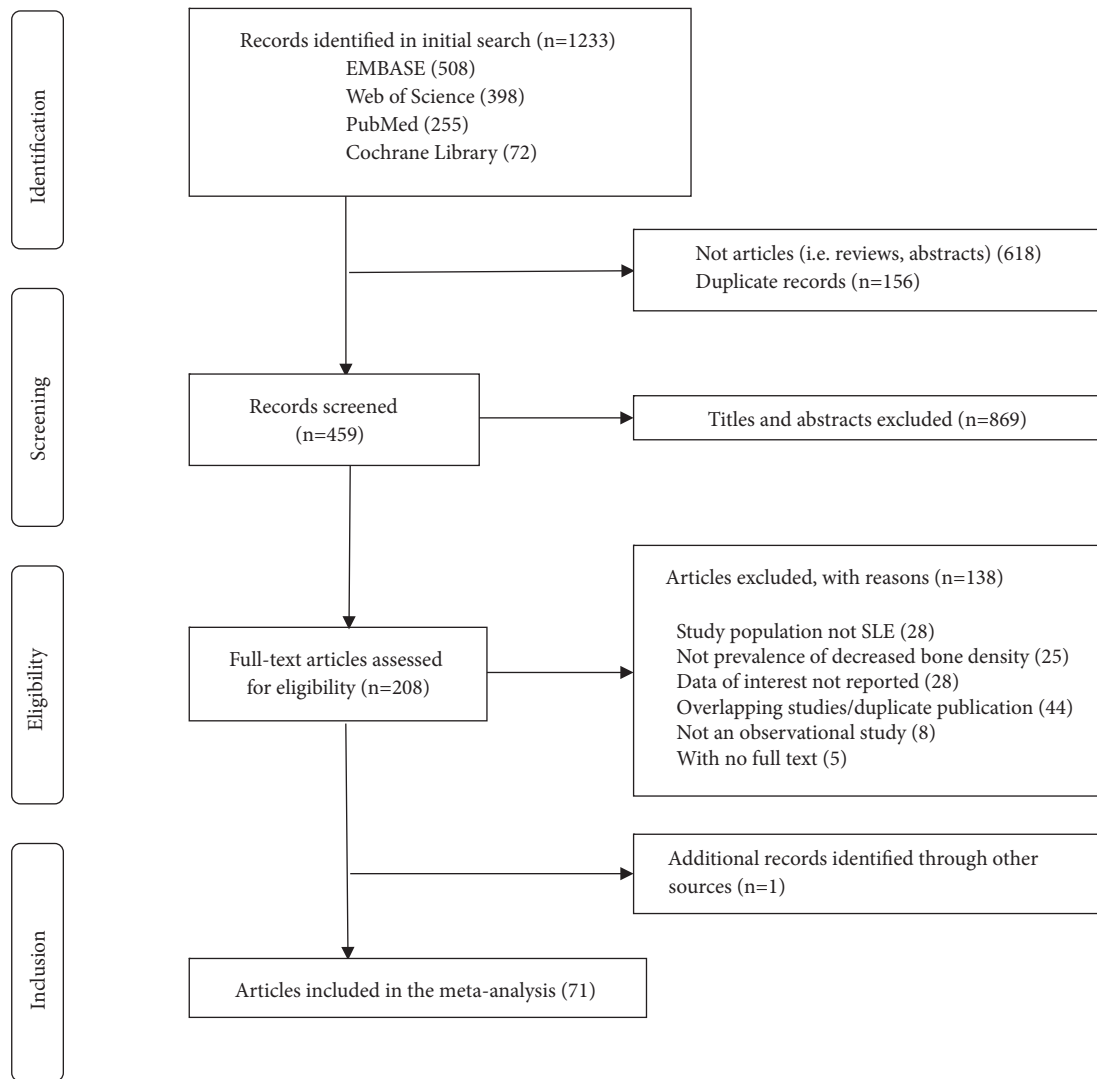 Identification
Records identified in initial search (n=1233)
EMBASE (508)
Web of Science (398)
PubMed (255)
Cochrane Library (72)
Not articles (i.e. reviews, abstracts) (618)
Duplicate records (n=156)
Screening
Records screened
(n=459)
Titles and abstracts excluded (n=869)
Eligibility
Full-text articles assessed
for eligibility (n=208)
Articles excluded, with reasons (n=138)
Study population not SLE (28)
Not prevalence of decreased bone density (25)
Data of interest not reported (28)
Overlapping studies/duplicate publication (44)
Not an observational study (8)
With no full text (5)
Inclusion
Additional records identified through other
sources (n=1)
Articles included in the meta-analysis (71)